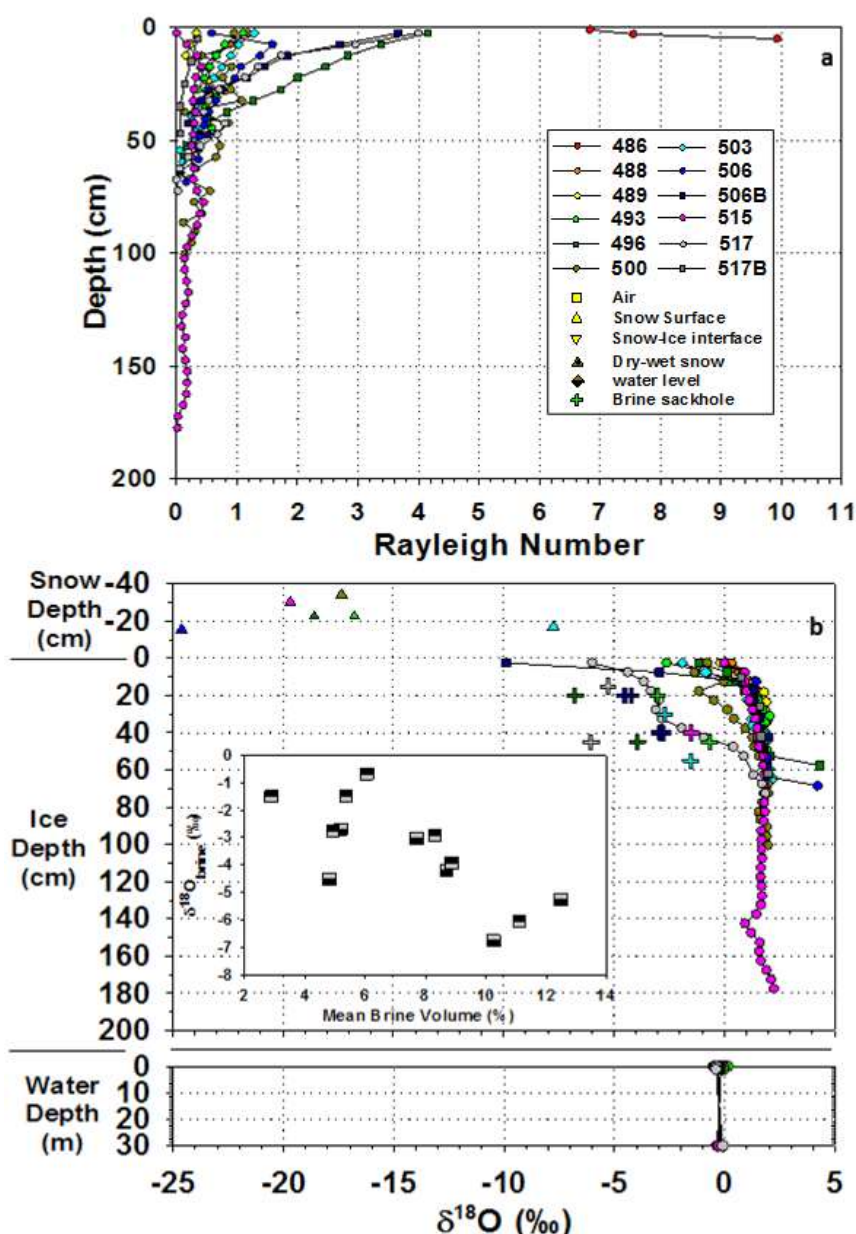 0
50
100
150
200
Depth (cm)
a
486 503
488 506
489 506B
493 515
496 517
500 517B
Air
Snow Surface
Snow-Ice interface
Dry-wet snow
water level
Brine sackhole
0 1 2 3 4 5 6 7 8 9 10 11
Rayleigh Number
Snow
Depth
(cm)
-40
-20
0
20
40
60
80
100
120
140
160
180
200
b
Ice
Depth
(cm)
0
-1
-2
-3
-4
-5
-6
-7
-8
δ18Obrine (‰)
2 4 6 8 10 12 14
Mean Brine Volume (%)
Water
Depth
(m)
0
10
20
30
-25 -20 -15 -10 -5 0 5
δ18O (‰)